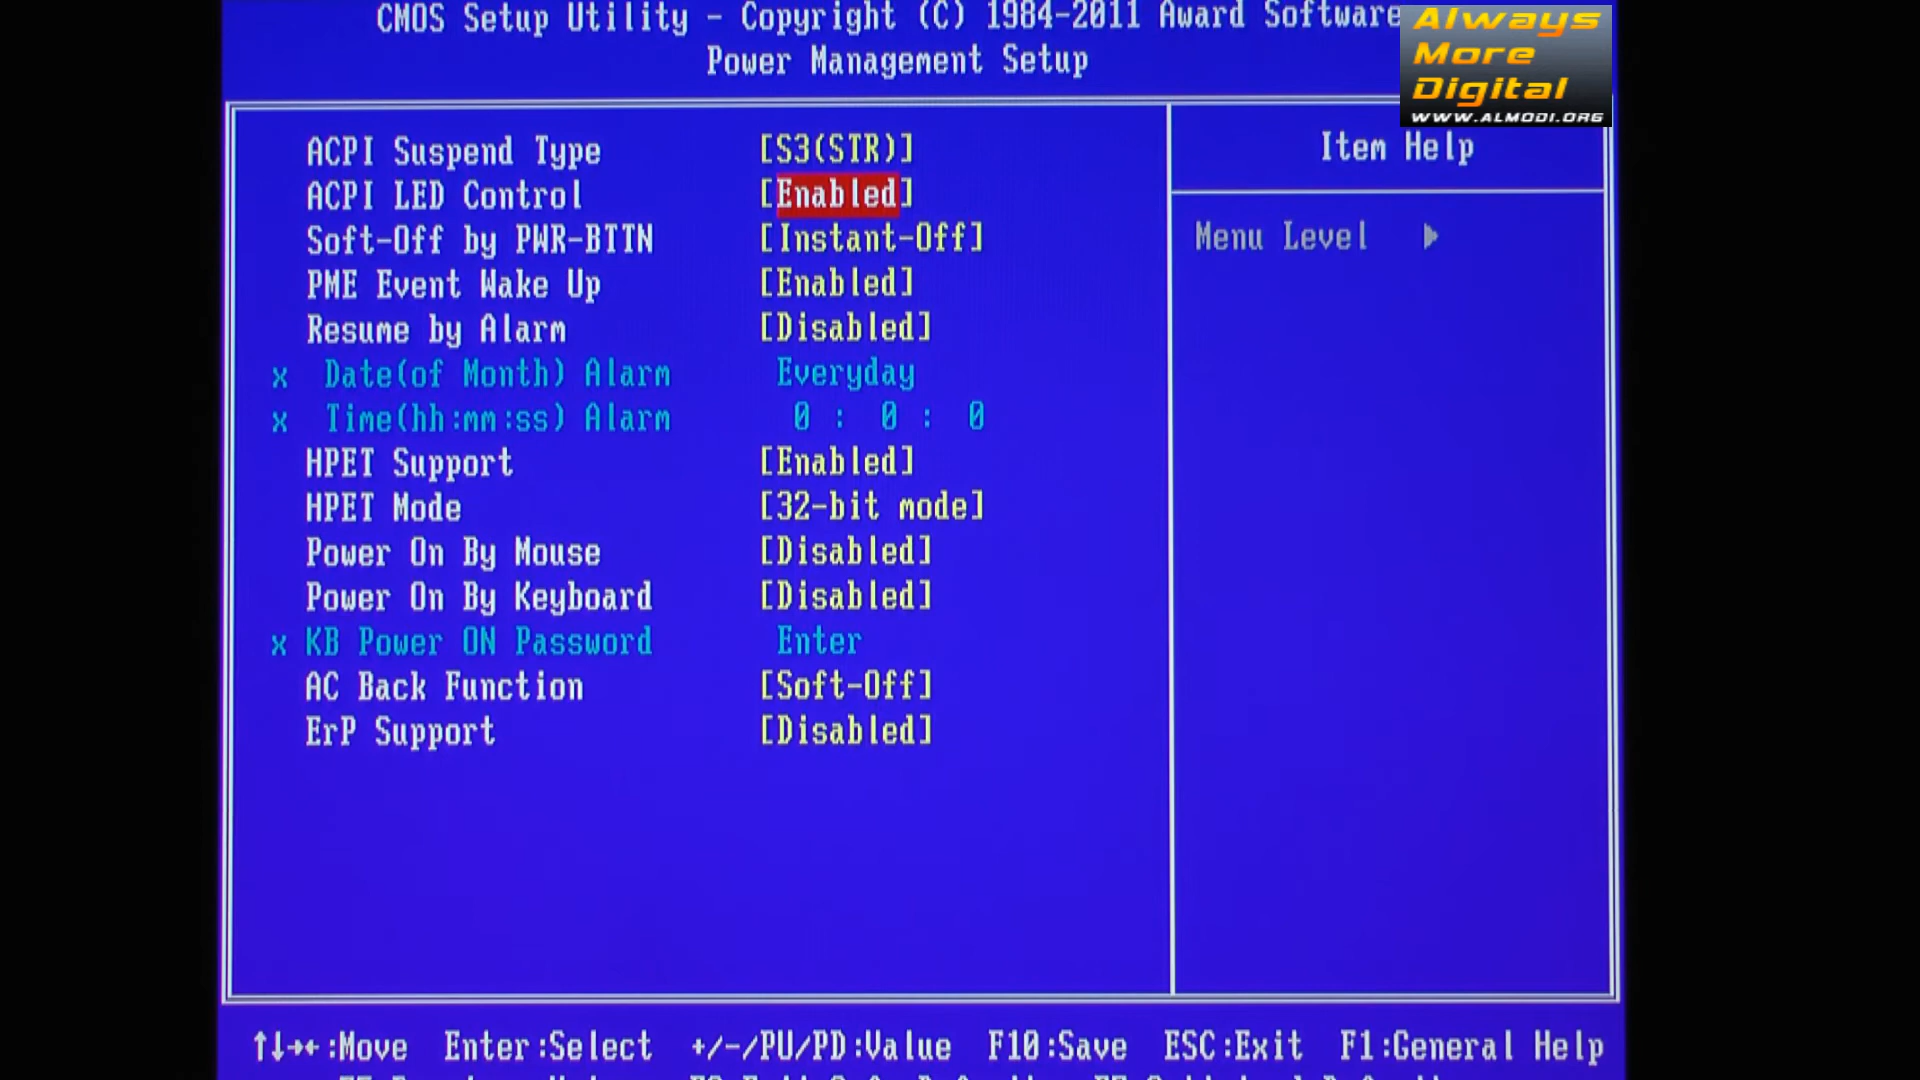 CMOS Setup Utility - Copyright (C) 1984-2011 Award Software
Power Management Setup
Always
More
Digital
WWW.ALMODI.ORG
ACPI Suspend Type [S3(STR)]
ACPI LED Control [Enabled]
Soft-Off by PWR-BTTN [Instant-Off]
PME Event Wake Up [Enabled]
Resume by Alarm [Disabled]
x Date(of Month) Alarm Everyday
x Time(hh:mm:ss) Alarm 0 : 0 : 0
HPET Support [Enabled]
HPET Mode [32-bit mode]
Power On By Mouse [Disabled]
Power On By Keyboard [Disabled]
x KB Power ON Password Enter
AC Back Function [Soft-Off]
ErP Support [Disabled]
Item Help
Menu Level ▶
↑↓→←:Move Enter:Select +/-/PU/PD:Value F10:Save ESC:Exit F1:General Help